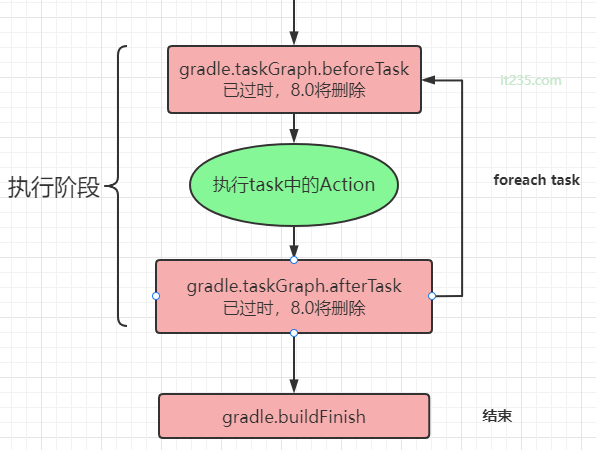 gradle.taskGraph.beforeTask
已过时，8.0将删除
It235.com
执行task中的Action
执行阶段
foreach task
gradle.taskGraph.afterTask
已过时，8.0将删除
gradle.buildFinish
结束